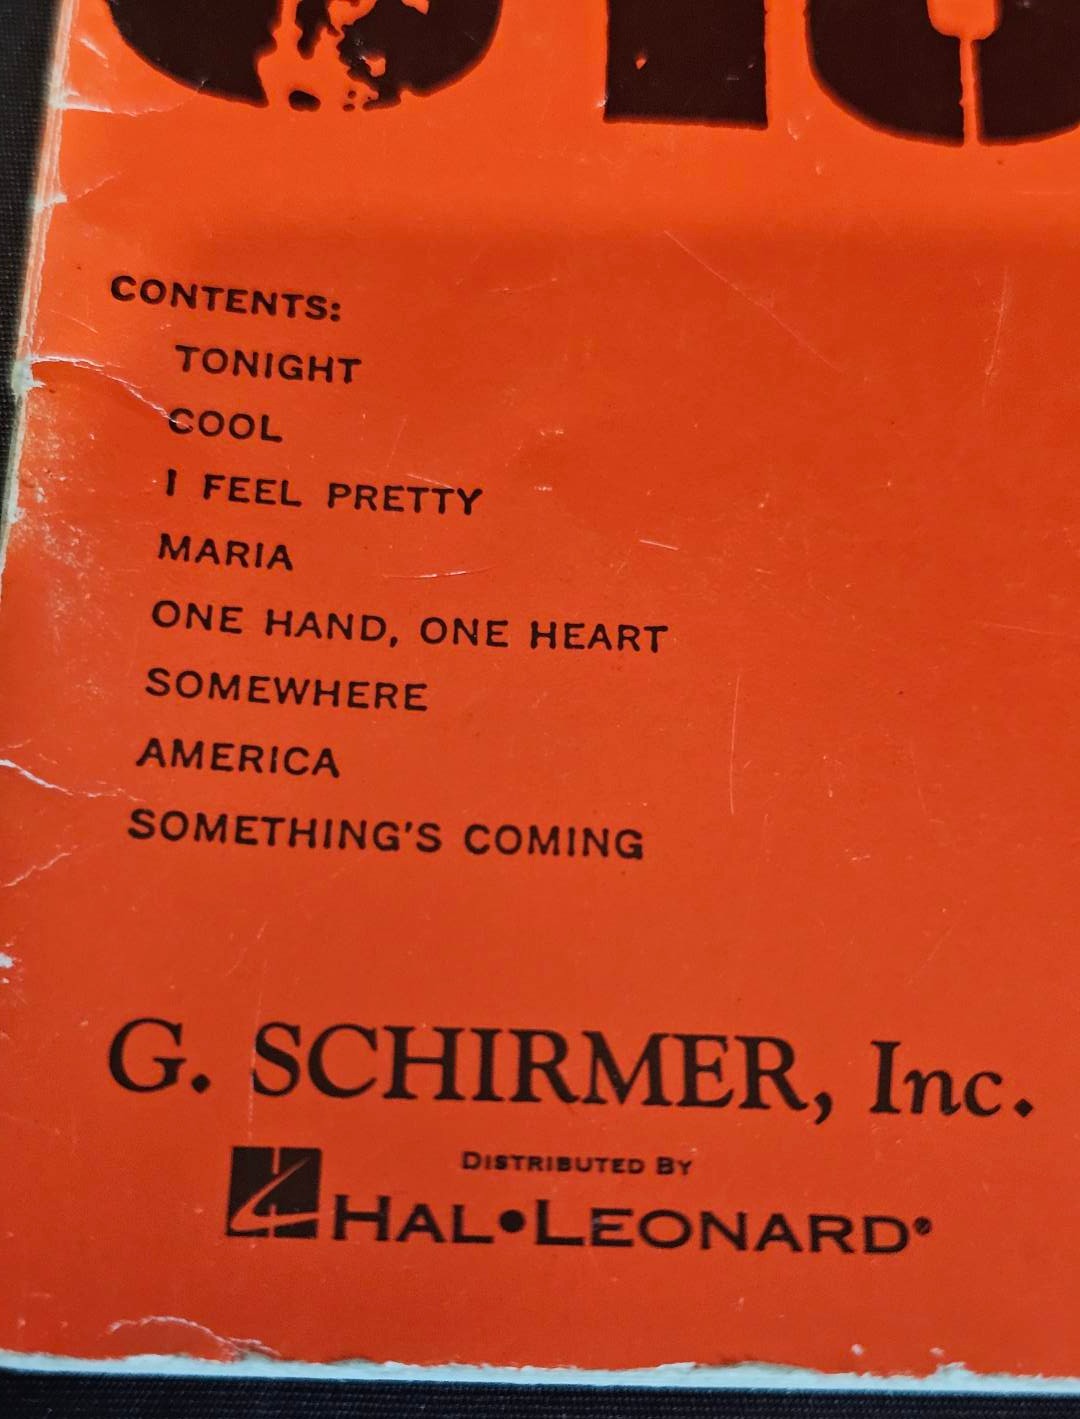 CONTENTS:
TONIGHT
COOL
I FEEL PRETTY
MARIA
ONE HAND, ONE HEART
SOMEWHERE
AMERICA
SOMETHING'S COMING
G. SCHIRMER, Inc.
DISTRIBUTED BY
HAL•LEONARD®